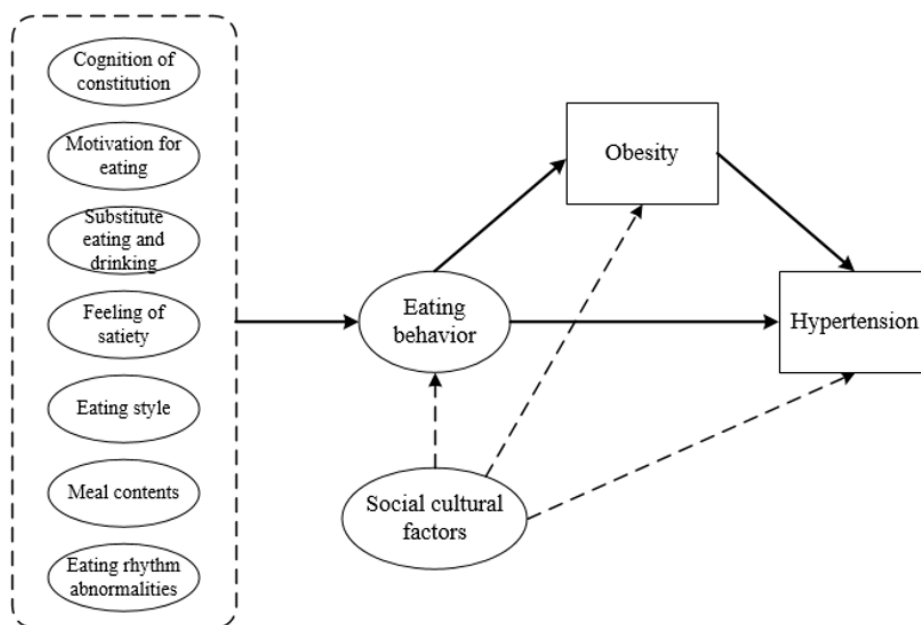 Cognition of
constitution
Motivation for
eating
Substitute
eating and
drinking
Feeling of
satiety
Eating style
Meal contents
Eating rhythm
abnormalities
Obesity
Eating
behavior
Hypertension
Social cultural
factors